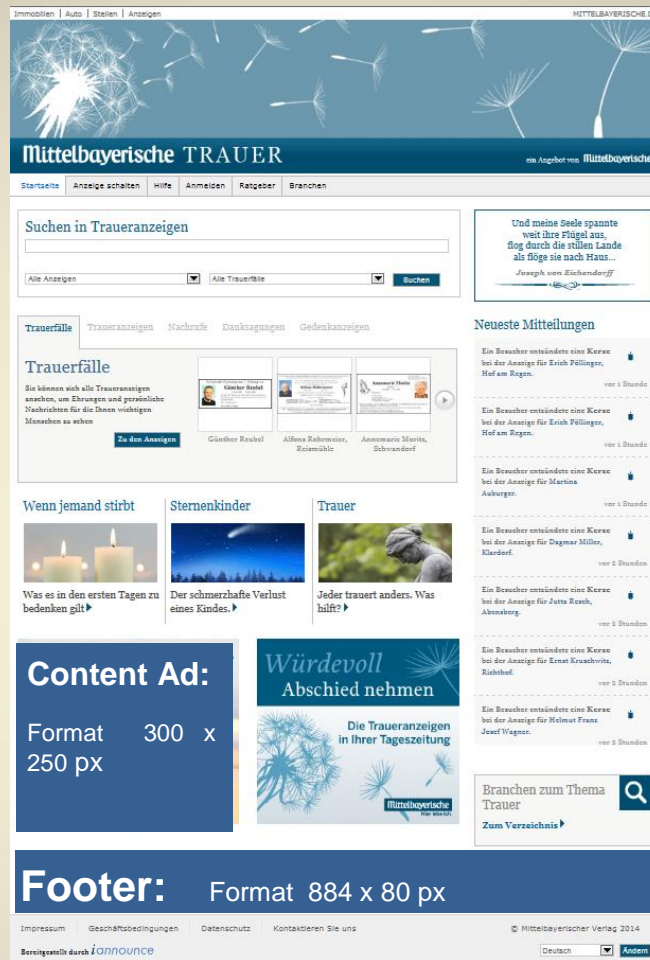 Immobilien | Auto | Stellen | Anzeigen
MITTELBAYERISCHE.D
Mittelbayerische TRAUER
ein Angebot von Mittelbayerische
Startseite Anzeige schalten Hilfe Anmelden Ratgeber Branchen
Suchen in Traueranzeigen
Alle Anzeigen
Alle Trauerfälle
Buchen
Und meine Seele spannte
weit ihre Flügel aus,
flog durch die stillen Lande
als flöge sie nach Haus...
Joseph von Eichendorff
Trauerfälle Traueranzeigen Nachrufe Danksagungen Gedenkanzeigen
Trauerfälle
Sie können sich alle Traueranzeigen
ansehen, um Ehrungen und persönliche
Nachrichten für die Ihnen wichtigen
Menschen zu sehen
Zu den Anzeigen
Günther Reubel
Annemarie Moritz
Günther Reubel
Alfons Rohrmeier,
Reismühle
Annemarie Moritz,
Schwandorf
Neueste Mitteilungen
Ein Besucher entzündete eine Kerze
bei der Anzeige für Erich Pöllinger,
Hof am Regen.
vor 1 Stunde
Ein Besucher entzündete eine Kerze
bei der Anzeige für Erich Pöllinger,
Hof am Regen.
vor 1 Stunde
Ein Besucher entzündete eine Kerze
bei der Anzeige für Martina
Auburger.
vor 1 Stunde
Ein Besucher entzündete eine Kerze
bei der Anzeige für Dagmar Miller,
Klardorf.
vor 2 Stunden
Ein Besucher entzündete eine Kerze
bei der Anzeige für Jutta Resch,
Abensberg.
vor 2 Stunden
Ein Besucher entzündete eine Kerze
bei der Anzeige für Ernst Kruschwitz,
Richthof.
vor 2 Stunden
Ein Besucher entzündete eine Kerze
bei der Anzeige für Helmut Franz
Josef Wagner.
vor 2 Stunden
Wenn jemand stirbt
Was es in den ersten Tagen zu
bedenken gilt
Sternenkinder
Der schmerzhafte Verlust
eines Kindes.
Trauer
Jeder trauert anders. Was
hilft?
Content Ad:
Format 300 x
250 px
Würdevoll
Abschied nehmen
Die Traueranzeigen
in Ihrer Tageszeitung
Mittelbayerische
Branchen zum Thema
Trauer
Zum Verzeichnis
Footer: Format 884 x 80 px
Impressum Geschäftsbedingungen Datenschutz Kontaktieren Sie uns
© Mittelbayerischer Verlag 2014
Bereitgestellt durch iannounce
Deutsch
Ändern